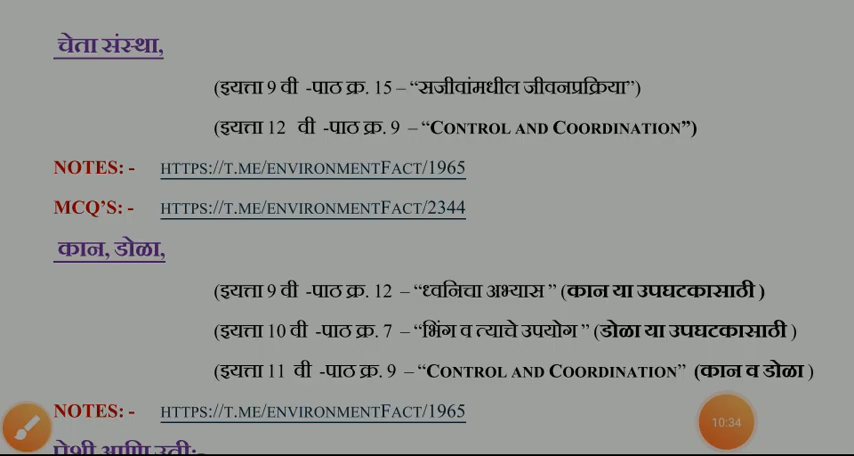 चेता संस्था,
(इयत्ता 9 वी -पाठ क्र. 15 – “सजीवांमधील जीवनप्रक्रिया”)
(इयत्ता 12 वी -पाठ क्र. 9 – “CONTROL AND COORDINATION”)
NOTES: - HTTPS://T.ME/ENVIRONMENTFACT/1965
MCQ’S: - HTTPS://T.ME/ENVIRONMENTFACT/2344
कान, डोळा,
(इयत्ता 9 वी -पाठ क्र. 12 – “ध्वनिचा अभ्यास ” (कान या उपघटकासाठी )
(इयत्ता 10 वी -पाठ क्र. 7 – “भिंग व त्याचे उपयोग ” (डोळा या उपघटकासाठी )
(इयत्ता 11 वी -पाठ क्र. 9 – “CONTROL AND COORDINATION” (कान व डोळा )
NOTES: - HTTPS://T.ME/ENVIRONMENTFACT/1965
10:34
पेशी आणि उती:-